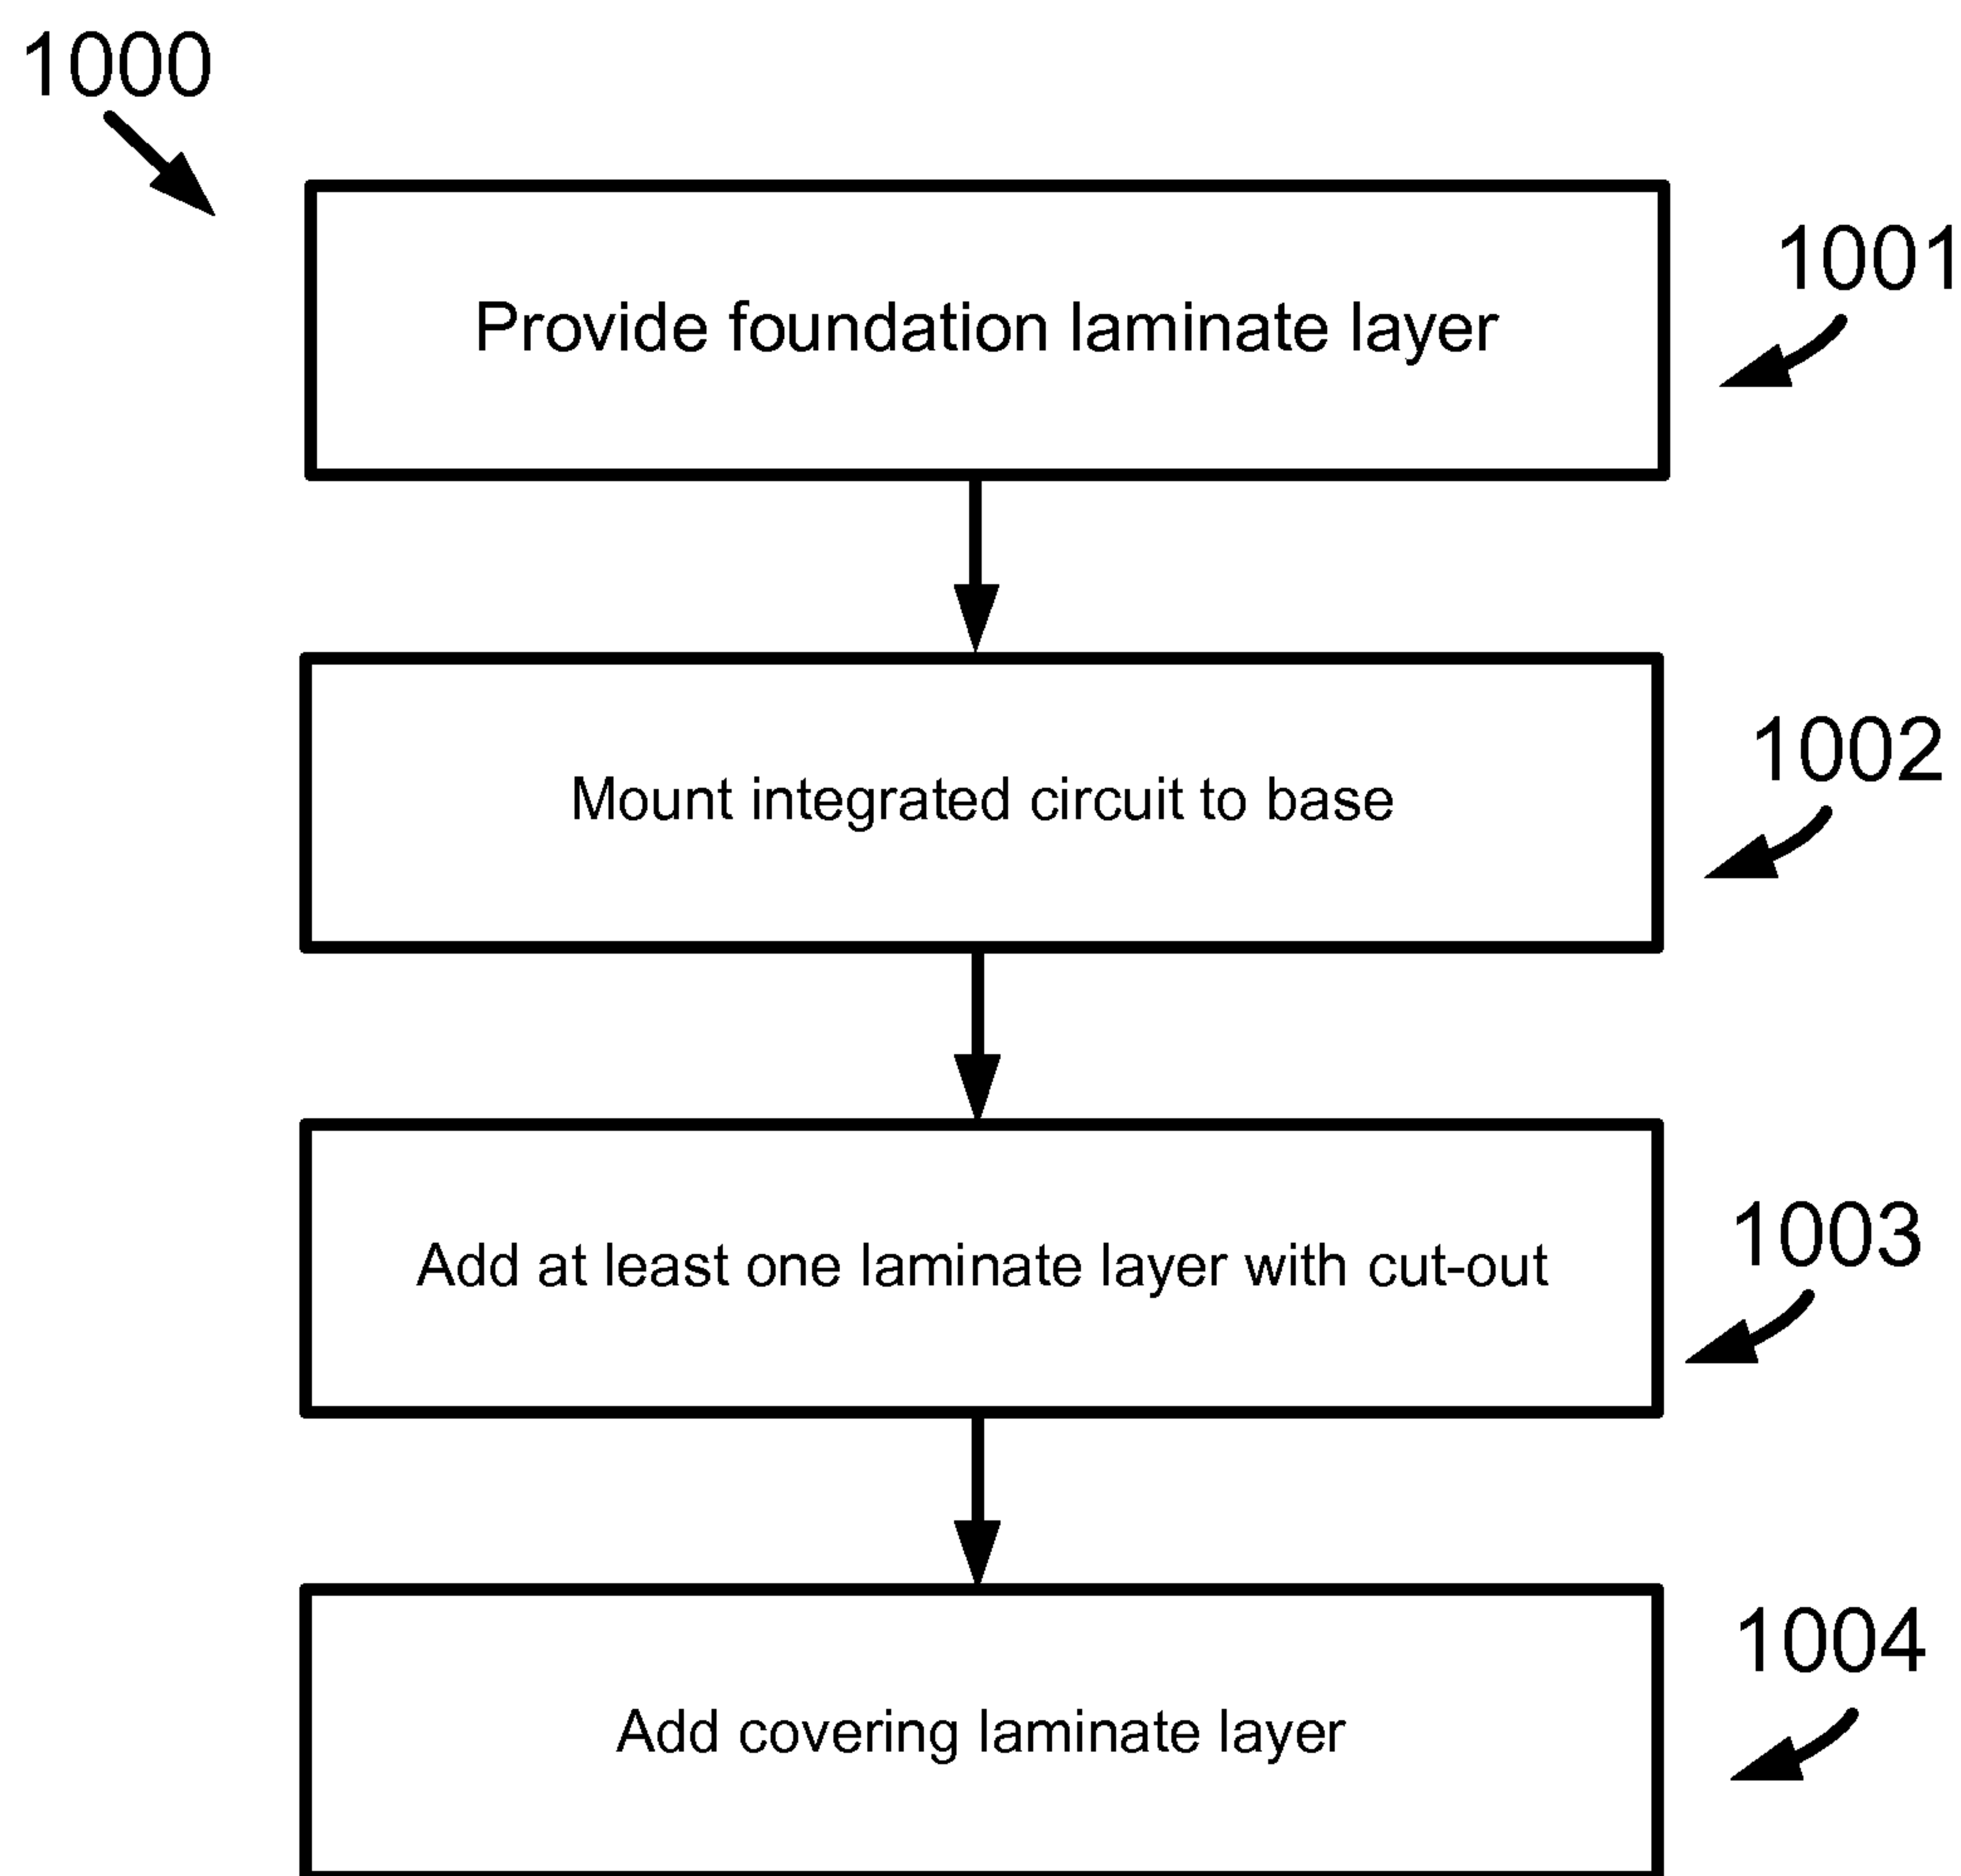 1000
Provide foundation laminate layer
1001
Mount integrated circuit to base
1002
Add at least one laminate layer with cut-out
1003
Add covering laminate layer
1004